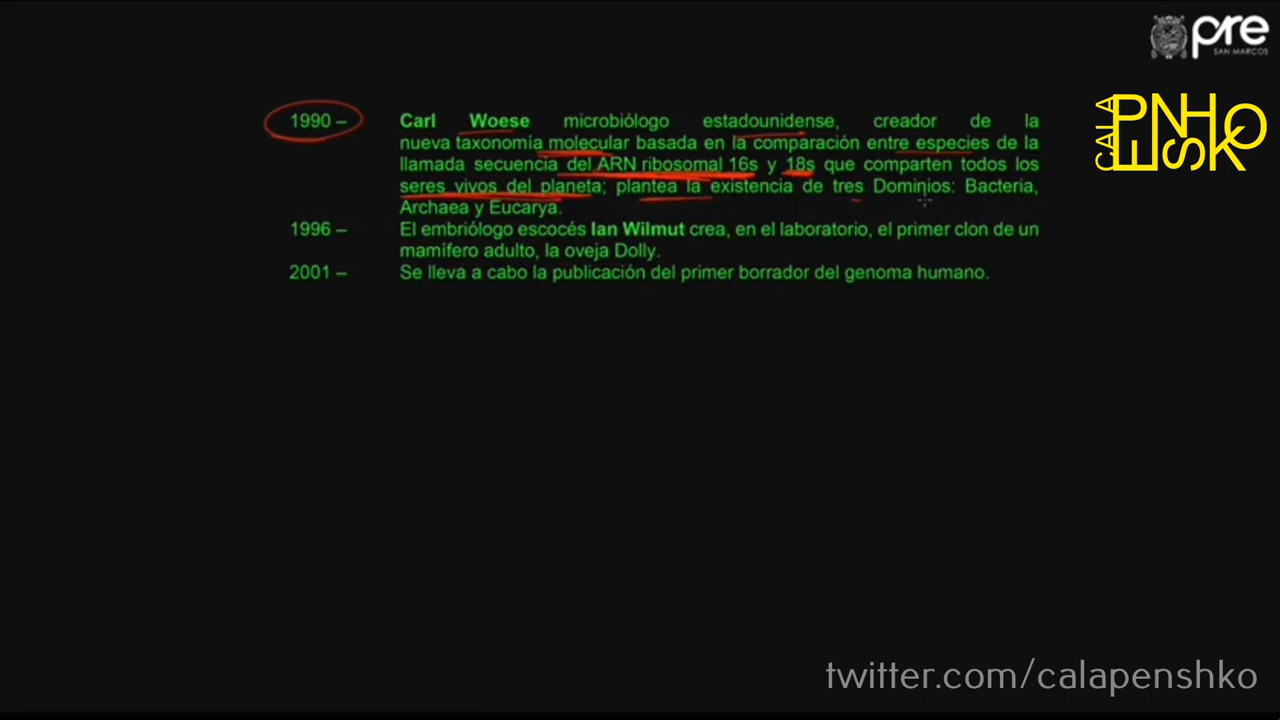 pre
SAN MARCOS
CALA
PENSHKO
1990 – Carl Woese microbiólogo estadounidense, creador de la
nueva taxonomía molecular basada en la comparación entre especies de la
llamada secuencia del ARN ribosomal 16s y 18s que comparten todos los
seres vivos del planeta; plantea la existencia de tres Dominios: Bacteria,
Archaea y Eucarya.
1996 – El embriólogo escocés Ian Wilmut crea, en el laboratorio, el primer clon de un
mamífero adulto, la oveja Dolly.
2001 – Se lleva a cabo la publicación del primer borrador del genoma humano.
twitter.com/calapenshko